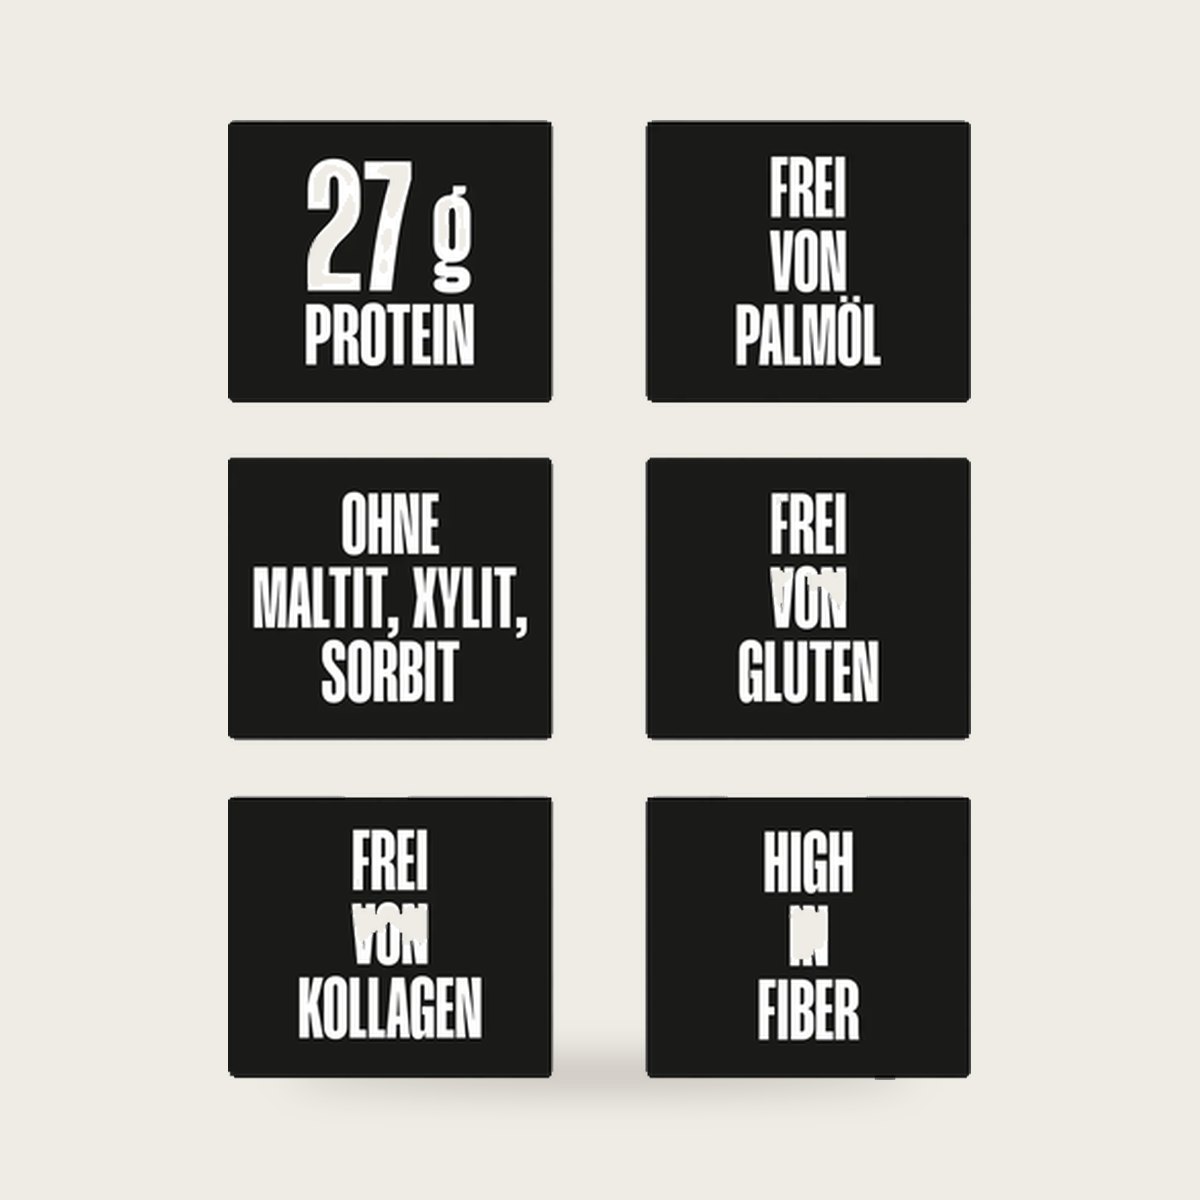 27 g
PROTEIN
FREI
VON
PALMÖL
OHNE
MALTIT, XYLIT,
SORBIT
FREI
VON
GLUTEN
FREI
VON
KOLLAGEN
HIGH
IN
FIBER